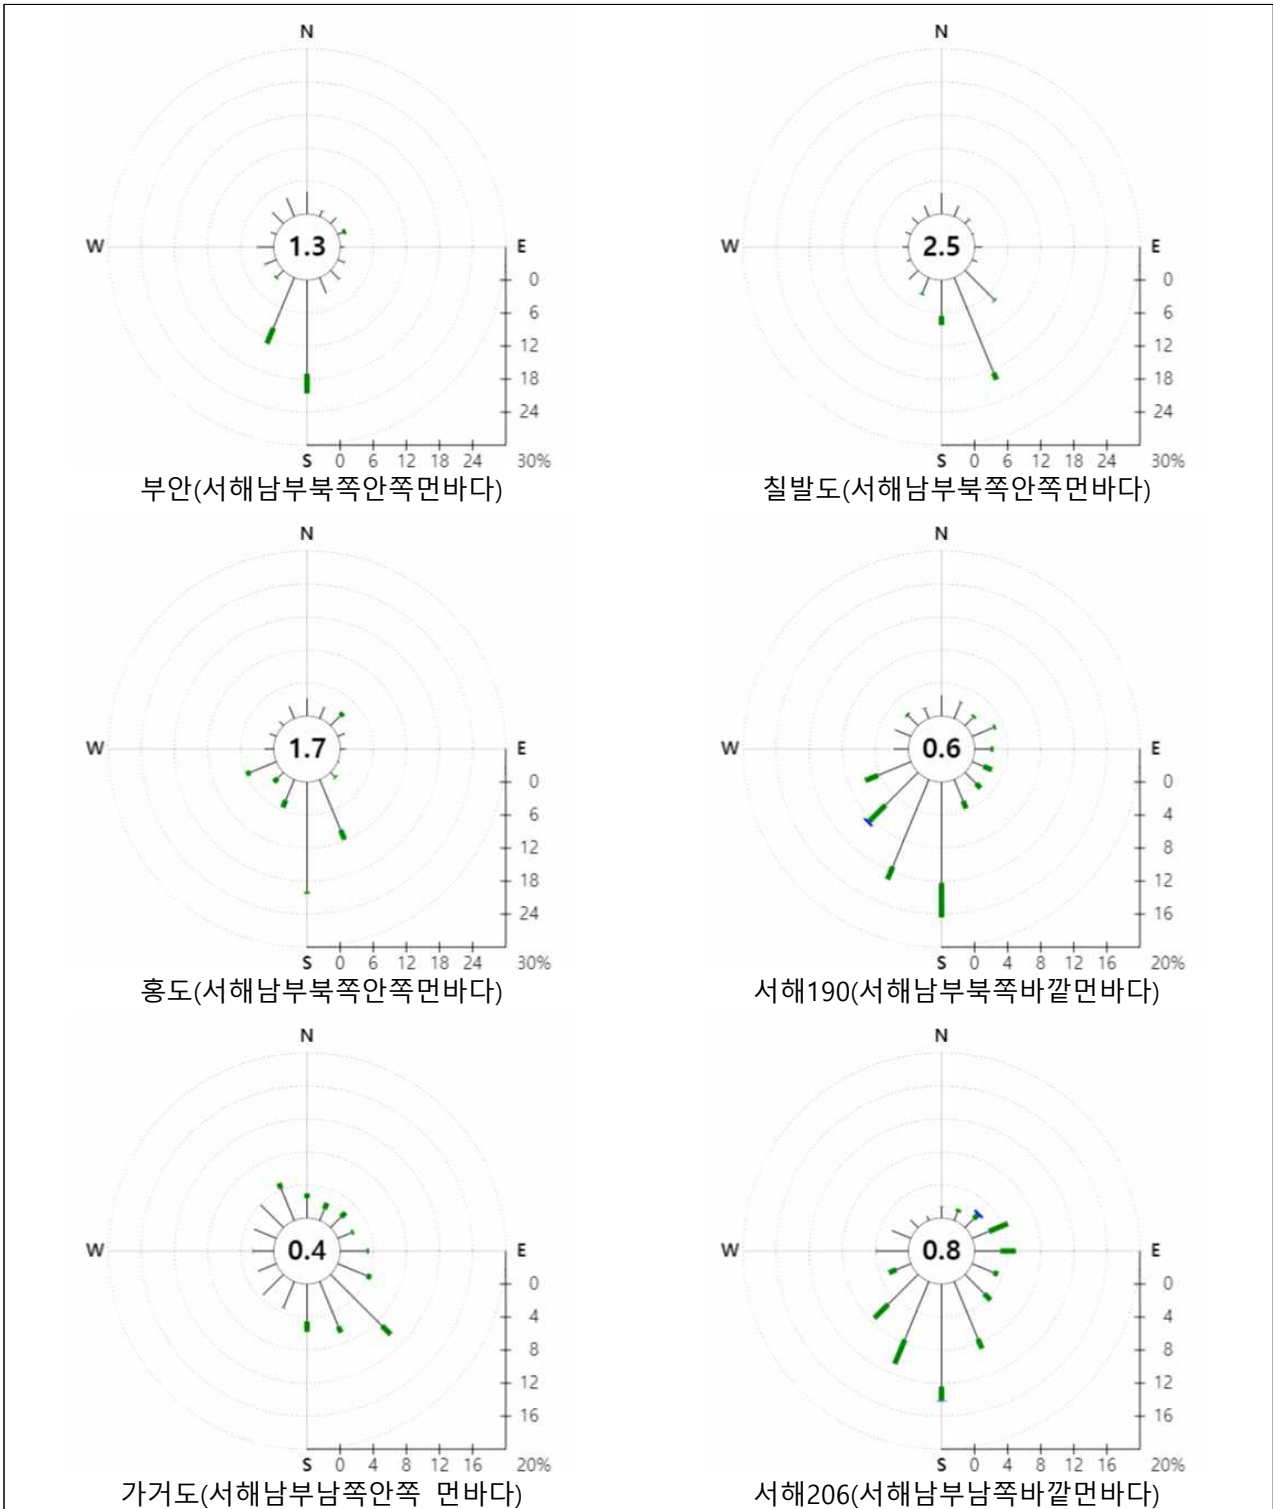 N
N
W
1.3
E
W
2.5
E
0
0
6
6
12
12
18
18
24
24
S 0 6 12 18 24 30%
S 0 6 12 18 24 30%
부안(서해남부북쪽안쪽먼바다)
칠발도(서해남부북쪽안쪽먼바다)
N
N
W
1.7
E
W
0.6
E
0
0
6
4
12
8
18
12
24
16
S 0 6 12 18 24 30%
S 0 4 8 12 16 20%
홍도(서해남부북쪽안쪽먼바다)
서해190(서해남부북쪽바깥먼바다)
N
N
W
0.4
E
W
0.8
E
0
0
4
4
8
8
12
12
16
16
S 0 4 8 12 16 20%
S 0 4 8 12 16 20%
가거도(서해남부남쪽안쪽 먼바다)
서해206(서해남부남쪽바깥먼바다)